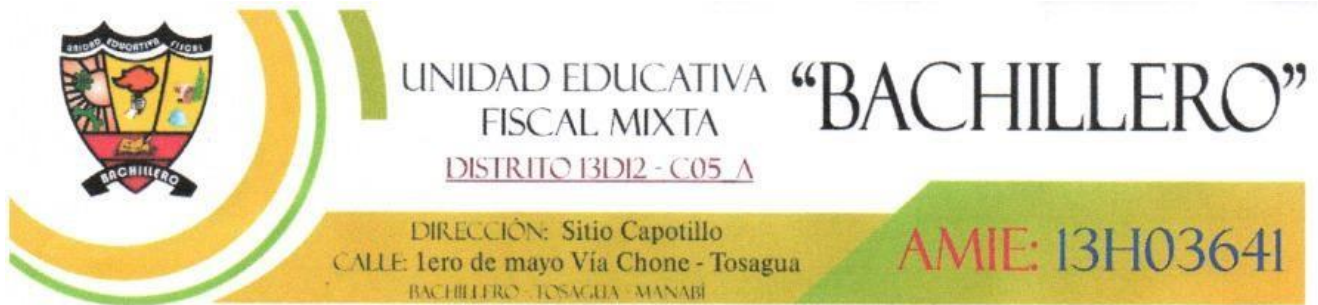 UNIDAD EDUCATIVA FISCAL
BACHILLERO
UNIDAD EDUCATIVA
FISCAL MIXTA
"BACHILLERO"
DISTRITO 13D12 - C05_A
DIRECCIÓN: Sitio Capotillo
CALLE: 1ero de mayo Vía Chone - Tosagua
BACHILLERO - TOSAGUA - MANABÍ
AMIE: 13H03641